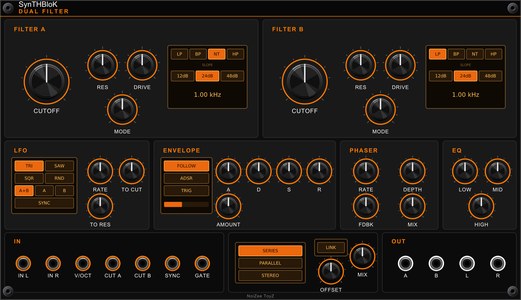 SynTHBloK
DUAL FILTER
FILTER A
LP BP NT HP
SLOPE
12dB 24dB 48dB
1.00 kHz
RES DRIVE
CUTOFF
MODE
FILTER B
LP BP NT HP
SLOPE
12dB 24dB 48dB
1.00 kHz
RES DRIVE
CUTOFF
MODE
LFO
TRI SAW
SQR RND
A+B A B
SYNC
RATE TO CUT
TO RES
ENVELOPE
FOLLOW
ADSR
TRIG
A D S R
AMOUNT
PHASER
RATE DEPTH
FDBK MIX
EQ
LOW MID
HIGH
IN
IN L IN R V/OCT CUT A CUT B SYNC GATE
SERIES
PARALLEL
STEREO
LINK
OFFSET
MIX
OUT
A B L R